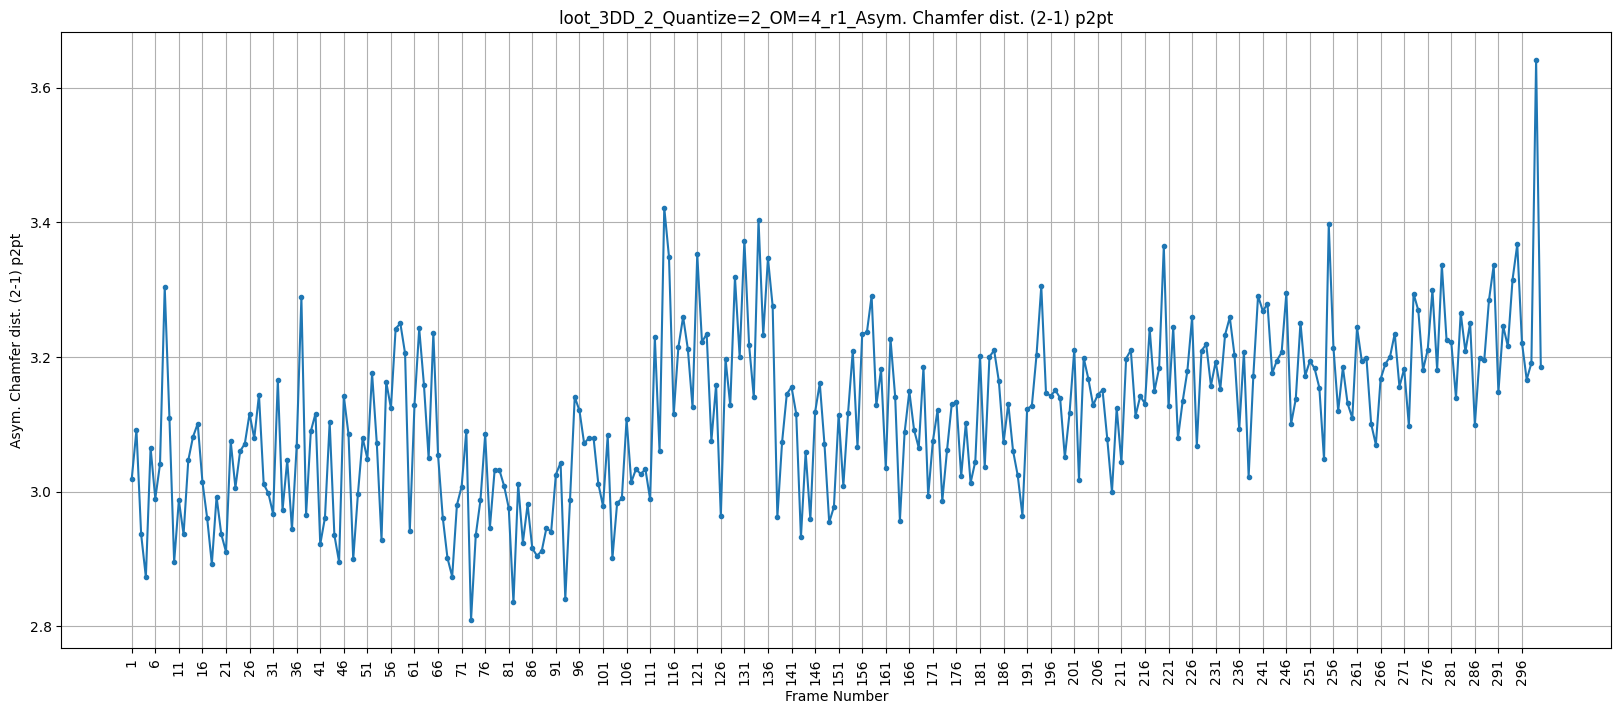 loot_3DD_2_Quantize=2_OM=4_r1_Asym. Chamfer dist. (2-1) p2pt
Asym. Chamfer dist. (2-1) p2pt
3.6
3.4
3.2
3.0
2.8
1 6 11 16 21 26 31 36 41 46 51 56 61 66 71 76 81 86 91 96 101 106 111 116 121 126 131 136 141 146 151 156 161 166 171 176 181 186 191 196 201 206 211 216 221 226 231 236 241 246 251 256 261 266 271 276 281 286 291 296
Frame Number